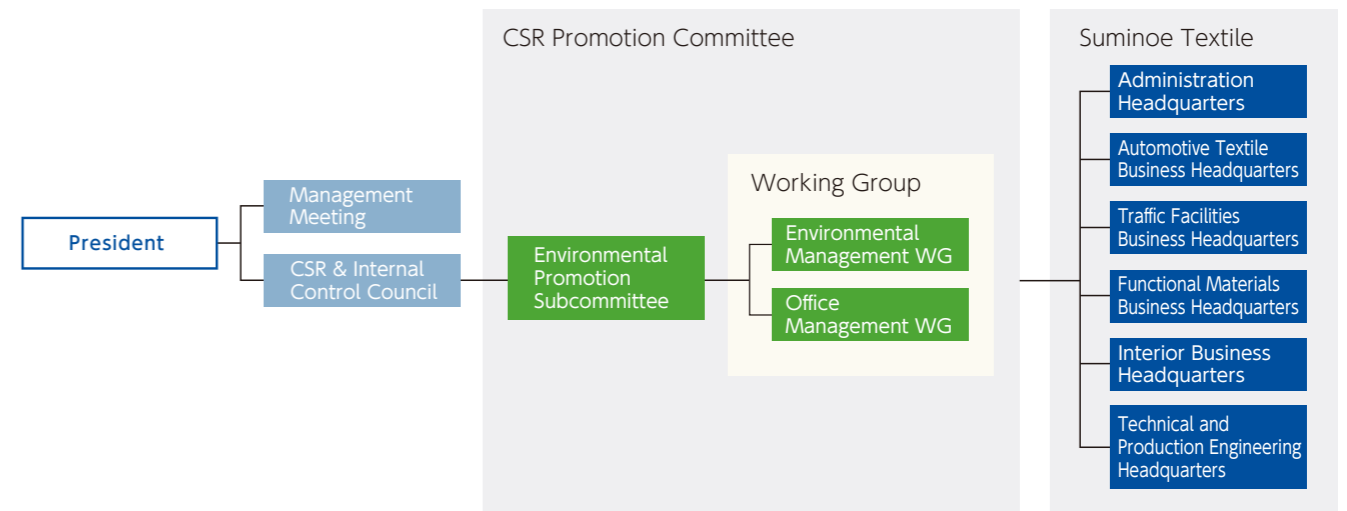 President
Management
Meeting
CSR & Internal
Control Council
CSR Promotion Committee
Environmental
Promotion
Subcommittee
Working Group
Environmental
Management WG
Office
Management WG
Suminoe Textile
Administration
Headquarters
Automotive Textile
Business Headquarters
Traffic Facilities
Business Headquarters
Functional Materials
Business Headquarters
Interior Business
Headquarters
Technical and
Production Engineering
Headquarters